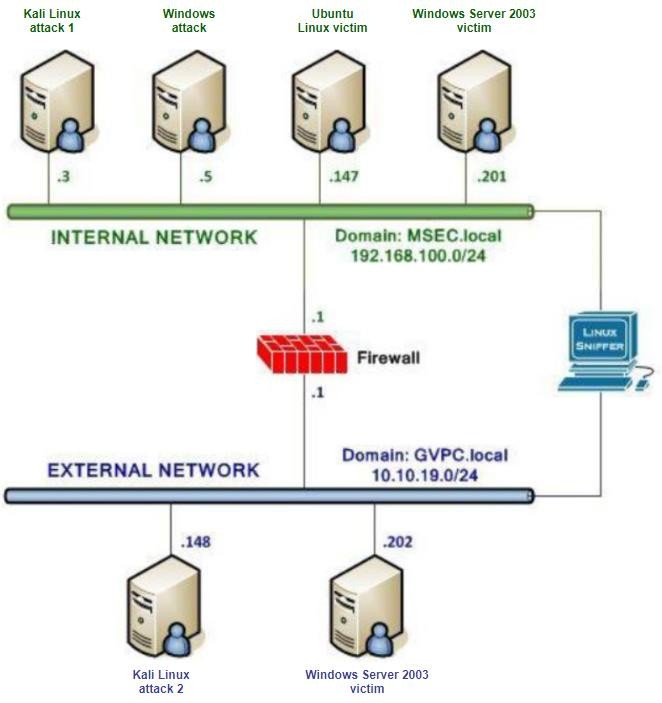 Kali Linux
attack 1
Windows
attack
Ubuntu
Linux victim
Windows Server 2003
victim
.3
.5
.147
.201
INTERNAL NETWORK
Domain: MSEC.local
192.168.100.0/24
.1
Firewall
.1
LINUX
SNIFFER
EXTERNAL NETWORK
Domain: GVPC.local
10.10.19.0/24
.148
.202
Kali Linux
attack 2
Windows Server 2003
victim